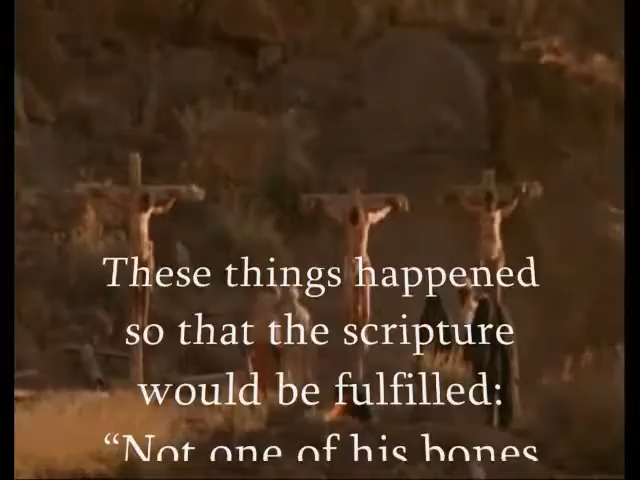 These things happened
so that the scripture
would be fulfilled:
“Not one of his bones